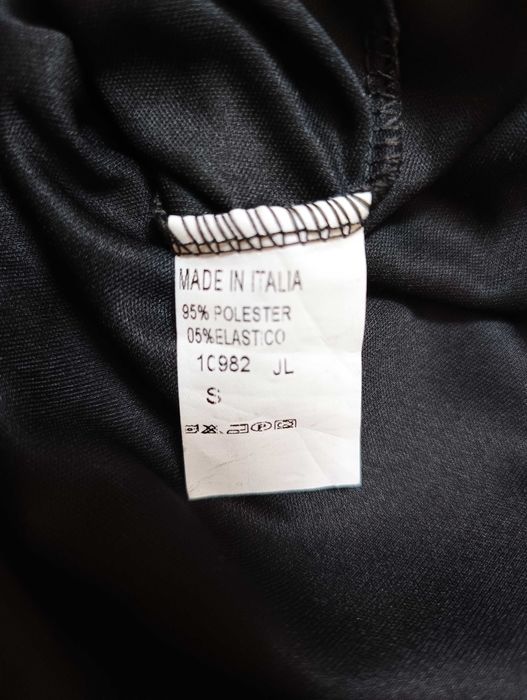 MADE IN ITALIA
95% POLESTER
05%ELASTICO
10982 JL
S